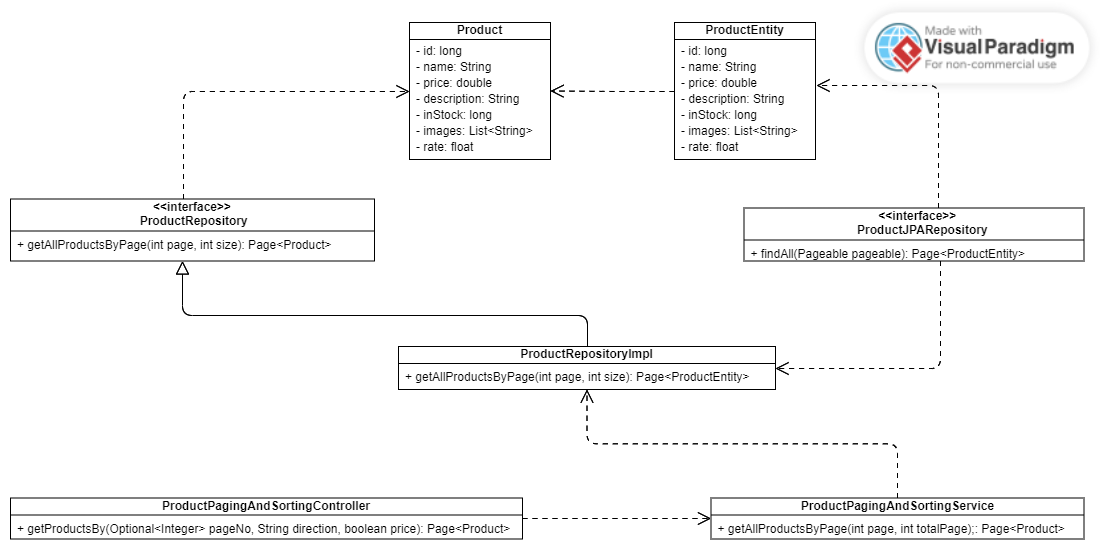 Product
- id: long
- name: String
- price: double
- description: String
- inStock: long
- images: List<String>
- rate: float
ProductEntity
- id: long
- name: String
- price: double
- description: String
- inStock: long
- images: List<String>
- rate: float
Made with
Visual Paradigm
For non-commercial use
<<interface>>
ProductRepository
+ getAllProductsByPage(int page, int size): Page<Product>
<<interface>>
ProductJPARepository
+ findAll(Pageable pageable): Page<ProductEntity>
ProductRepositoryImpl
+ getAllProductsByPage(int page, int size): Page<ProductEntity>
ProductPagingAndSortingController
+ getProductsBy(Optional<Integer> pageNo, String direction, boolean price): Page<Product>
ProductPagingAndSortingService
+ getAllProductsByPage(int page, int totalPage);: Page<Product>